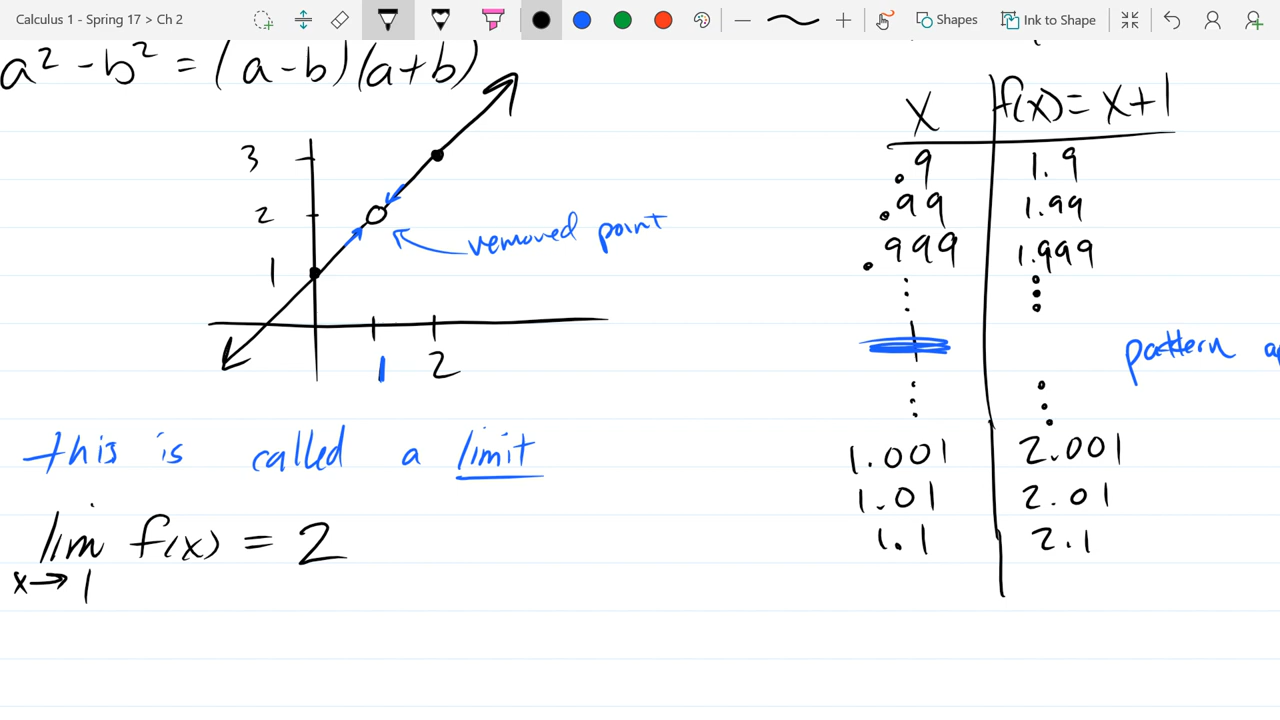 Calculus 1 - Spring 17 > Ch 2
Shapes
Ink to Shape
a² - b² = (a-b)(a+b)
3
2
1
removed point
1 2
this is called a limit
lim f(x) = 2
x→1
x f(x) = x+1
.9 1.9
.99 1.99
.999 1.999
pattern
1.001 2.001
1.01 2.01
1.1 2.1